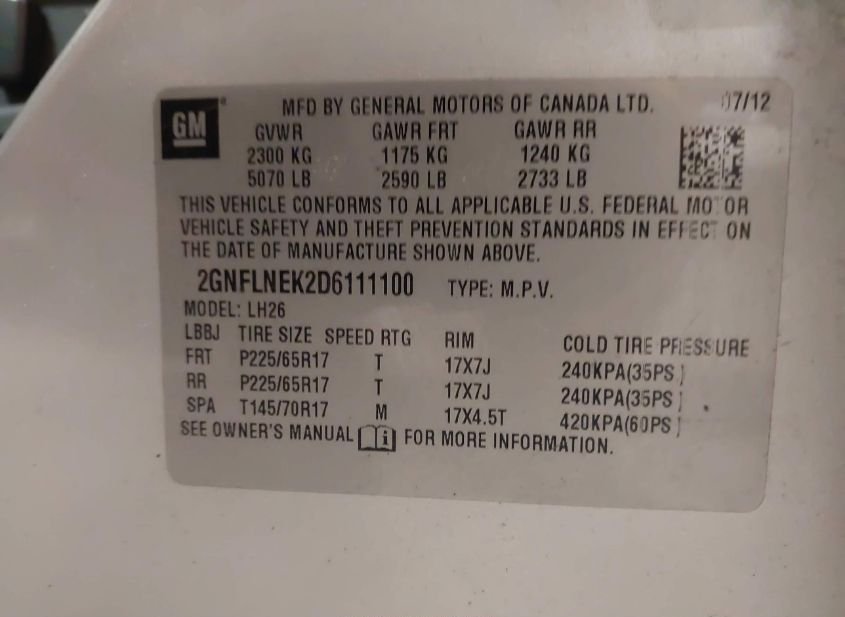 GM MFD BY GENERAL MOTORS OF CANADA LTD. 07/12
GVWR GAWR FRT GAWR RR
2300 KG 1175 KG 1240 KG
5070 LB 2590 LB 2733 LB
THIS VEHICLE CONFORMS TO ALL APPLICABLE U.S. FEDERAL MOTOR
VEHICLE SAFETY AND THEFT PREVENTION STANDARDS IN EFFECT ON
THE DATE OF MANUFACTURE SHOWN ABOVE.
2GNFLNEK2D6111100 TYPE: M.P.V.
MODEL: LH26
LBBJ TIRE SIZE SPEED RTG RIM COLD TIRE PRESSURE
FRT P225/65R17 T 17X7J 240KPA(35PSI)
RR P225/65R17 T 17X7J 240KPA(35PSI)
SPA T145/70R17 M 17X4.5T 420KPA(60PSI)
SEE OWNER'S MANUAL i FOR MORE INFORMATION.